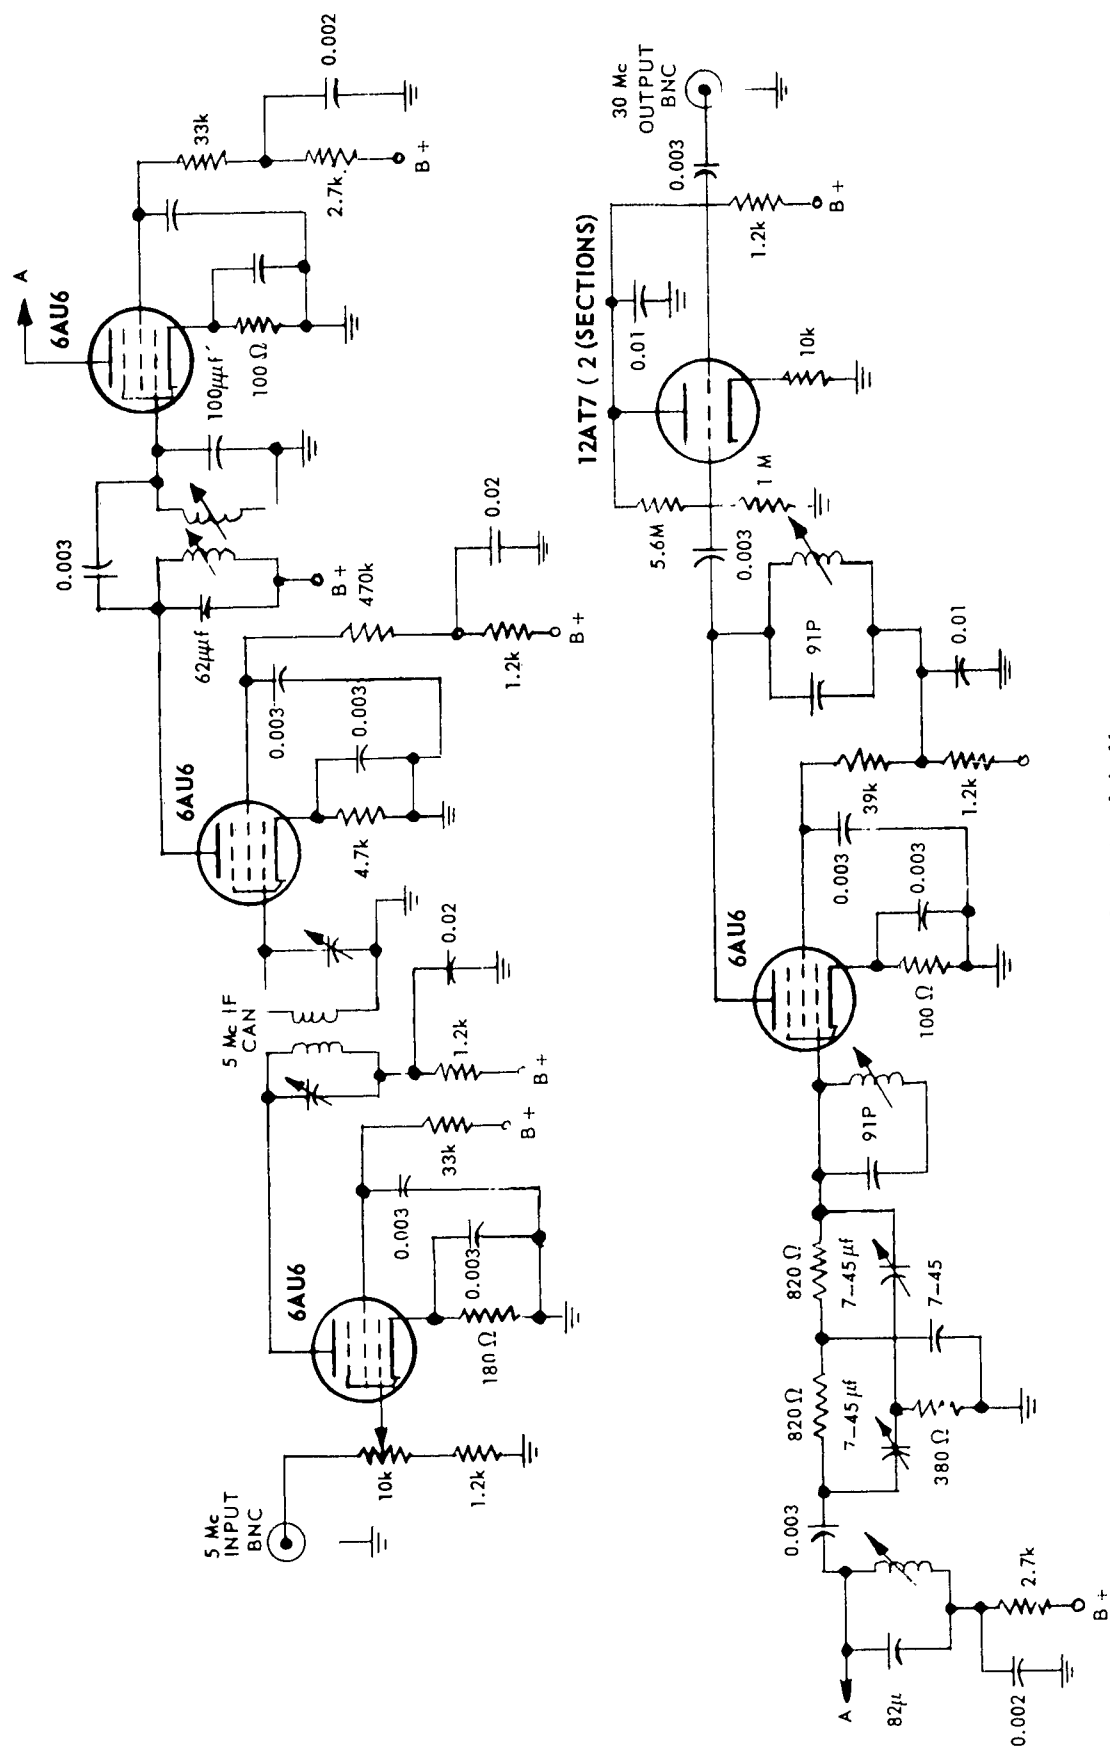 5 Mc
INPUT
BNC
10k
1.2k
6AU6
180 Ω
0.003
0.003
33k
B +
5 Mc IF
CAN
1.2k
B +
0.02
6AU6
4.7k
0.003
0.003
470k
1.2k
B +
0.02
62μμf
0.003
B +
6AU6
A
100μμf
100 Ω
33k
2.7k
B +
0.002
A
82μ
0.002
2.7k
B +
0.003
820 Ω
7–45 μf
380 Ω
820 Ω
7–45 μf
7–45
91P
6AU6
100 Ω
0.003
0.003
39k
1.2k
0.01
91P
0.003
5.6M
1 M
12AT7 ( 2 (SECTIONS)
0.01
10k
1.2k
B +
0.003
30 Mc
OUTPUT
BNC